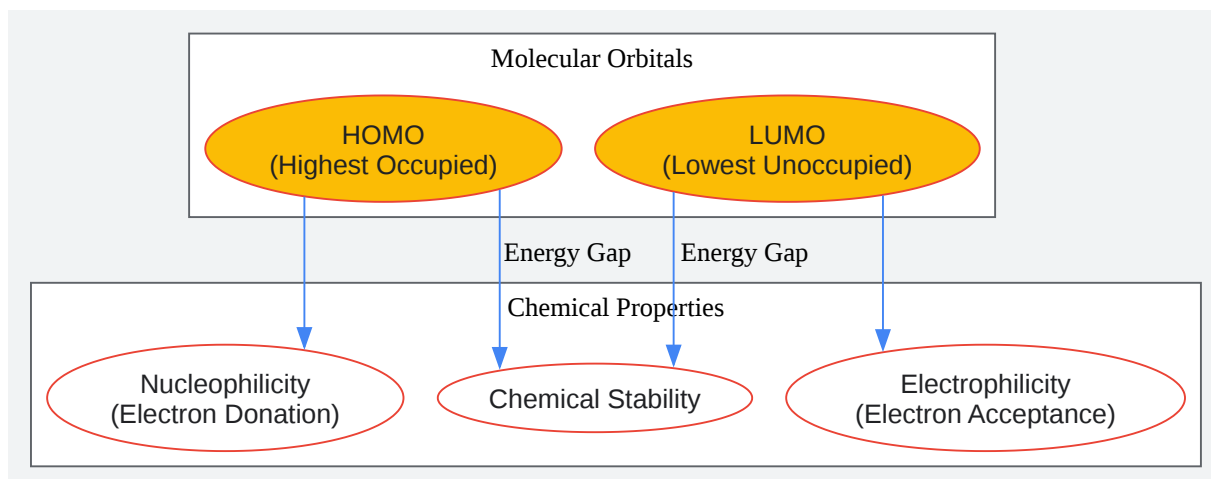 Molecular Orbitals
HOMO
(Highest Occupied)
LUMO
(Lowest Unoccupied)
Energy Gap
Energy Gap
Chemical Properties
Nucleophilicity
(Electron Donation)
Chemical Stability
Electrophilicity
(Electron Acceptance)